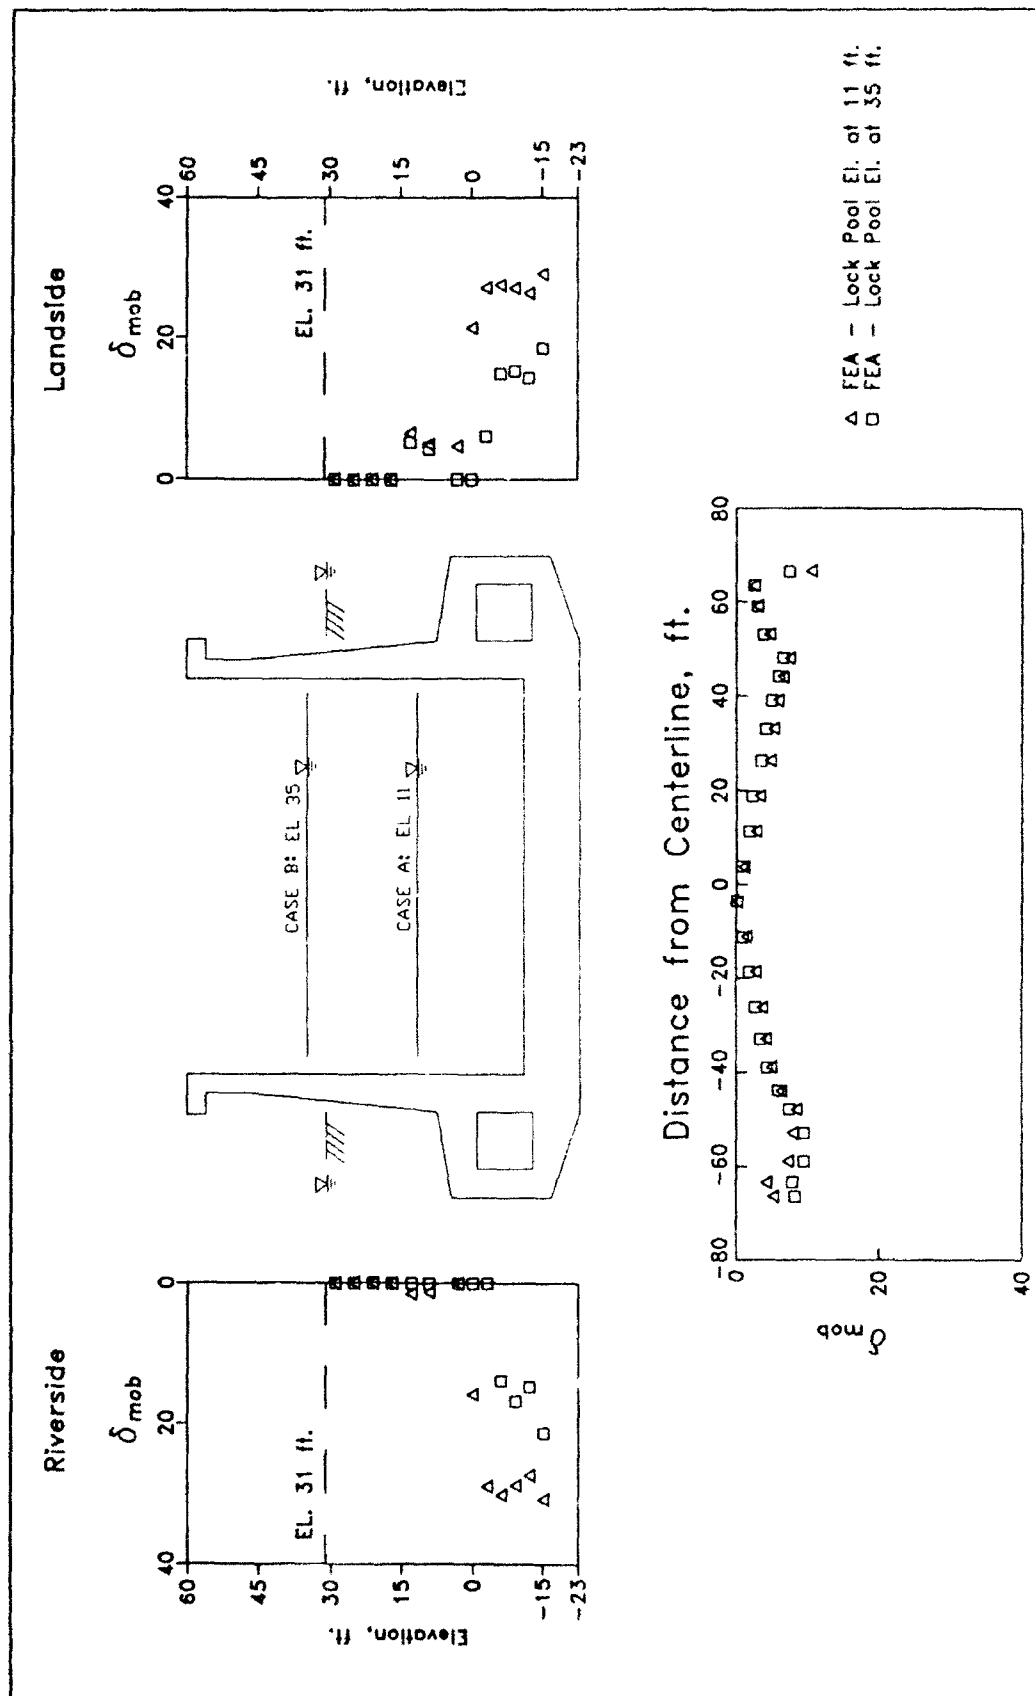 Riverside
δmob
40 20 0
60
45
30
15
0
-15
-23
Elevation, ft.
EL. 31 ft.
CASE B: EL 35
CASE A: EL 11
Landside
δmob
0 20 40
60
45
30
15
0
-15
-23
Elevation, ft.
EL. 31 ft.
Distance from Centerline, ft.
-80 -60 -40 -20 0 20 40 60 80
0
20
40
δmob
△ FEA - Lock Pool El. at 11 ft.
□ FEA - Lock Pool El. at 35 ft.